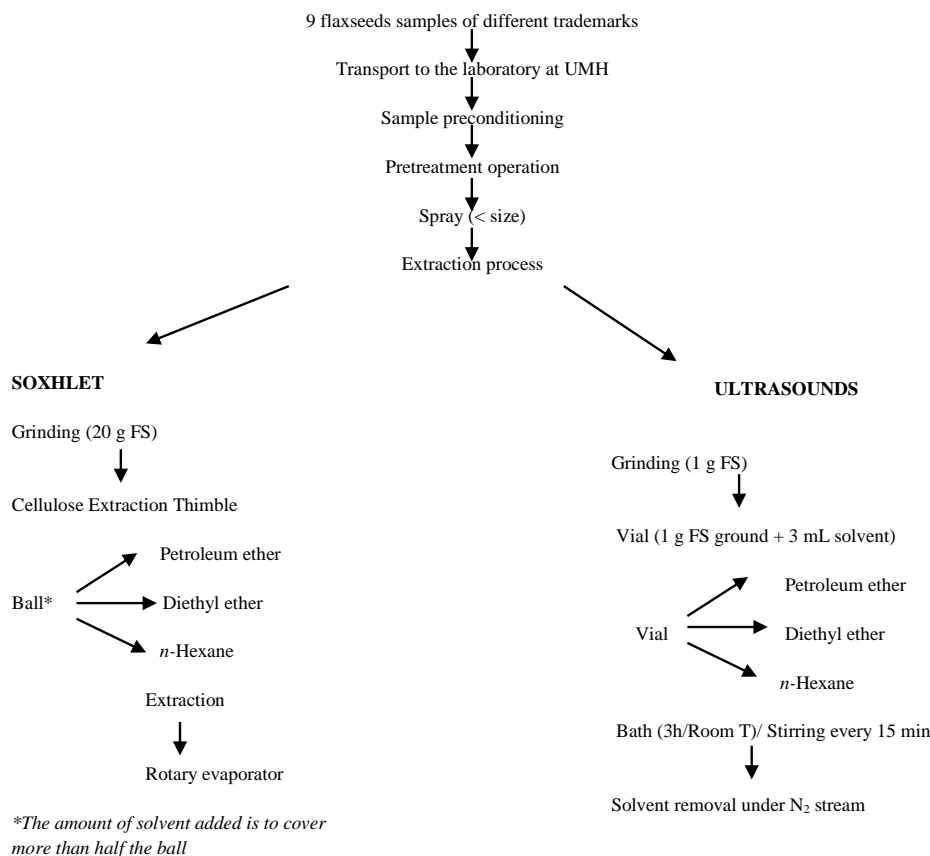 9 flaxseeds samples of different trademarks
Transport to the laboratory at UMH
Sample preconditioning
Pretreatment operation
Spray (< size)
Extraction process
SOXHLET
Grinding (20 g FS)
Cellulose Extraction Thimble
Petroleum ether
Ball*
Diethyl ether
n-Hexane
Extraction
Rotary evaporator
*The amount of solvent added is to cover
more than half the ball
ULTRASOUNDS
Grinding (1 g FS)
Vial (1 g FS ground + 3 mL solvent)
Petroleum ether
Vial
Diethyl ether
n-Hexane
Bath (3h/Room T)/ Stirring every 15 min
Solvent removal under N₂ stream